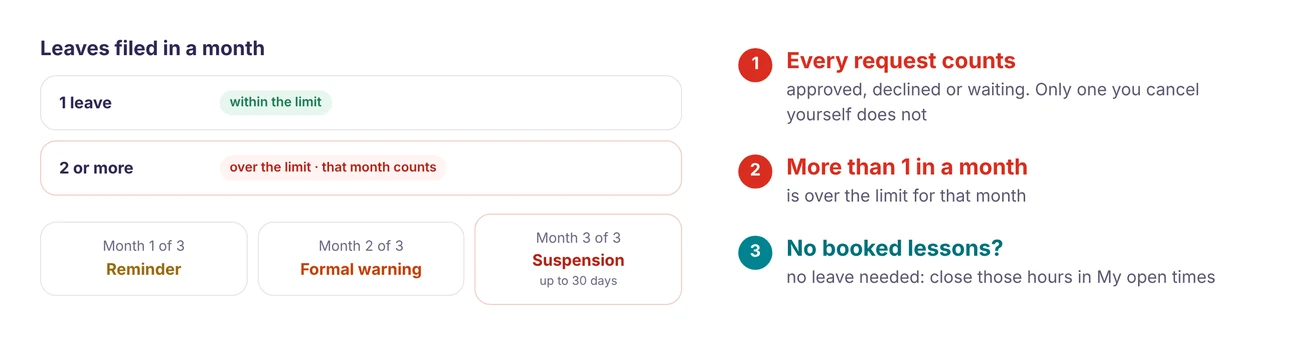 Leaves filed in a month
1 leave
within the limit
2 or more
over the limit · that month counts
Month 1 of 3
Reminder
Month 2 of 3
Formal warning
Month 3 of 3
Suspension
up to 30 days
1
Every request counts
approved, declined or waiting. Only one you cancel
yourself does not
2
More than 1 in a month
is over the limit for that month
3
No booked lessons?
no leave needed: close those hours in My open times